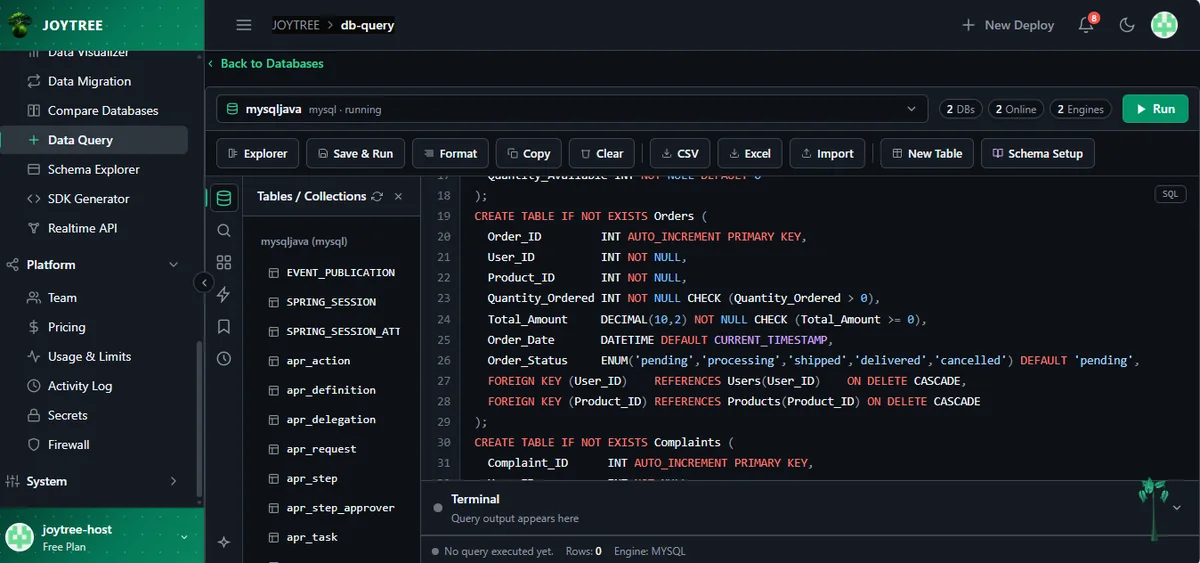 JOYTREE
JOYTREE > db-query
New Deploy
8
Data Visualizer
Data Migration
Compare Databases
Data Query
Schema Explorer
SDK Generator
Realtime API
Platform
Team
Pricing
Usage & Limits
Activity Log
Secrets
Firewall
System
joytree-host
Free Plan
Back to Databases
mysqljava mysql · running
2 DBs
2 Online
2 Engines
Run
Explorer
Save & Run
Format
Copy
Clear
CSV
Excel
Import
New Table
Schema Setup
Tables / Collections
mysqljava (mysql)
EVENT_PUBLICATION
SPRING_SESSION
SPRING_SESSION_ATT
apr_action
apr_definition
apr_delegation
apr_request
apr_step
apr_step_approver
apr_task
SQL
17 Quantity_Available INT NOT NULL DEFAULT 0
18 );
19 CREATE TABLE IF NOT EXISTS Orders (
20 Order_ID INT AUTO_INCREMENT PRIMARY KEY,
21 User_ID INT NOT NULL,
22 Product_ID INT NOT NULL,
23 Quantity_Ordered INT NOT NULL CHECK (Quantity_Ordered > 0),
24 Total_Amount DECIMAL(10,2) NOT NULL CHECK (Total_Amount >= 0),
25 Order_Date DATETIME DEFAULT CURRENT_TIMESTAMP,
26 Order_Status ENUM('pending','processing','shipped','delivered','cancelled') DEFAULT 'pending',
27 FOREIGN KEY (User_ID) REFERENCES Users(User_ID) ON DELETE CASCADE,
28 FOREIGN KEY (Product_ID) REFERENCES Products(Product_ID) ON DELETE CASCADE
29 );
30 CREATE TABLE IF NOT EXISTS Complaints (
31 Complaint_ID INT AUTO_INCREMENT PRIMARY KEY,
Terminal
Query output appears here
No query executed yet. Rows: 0 Engine: MYSQL